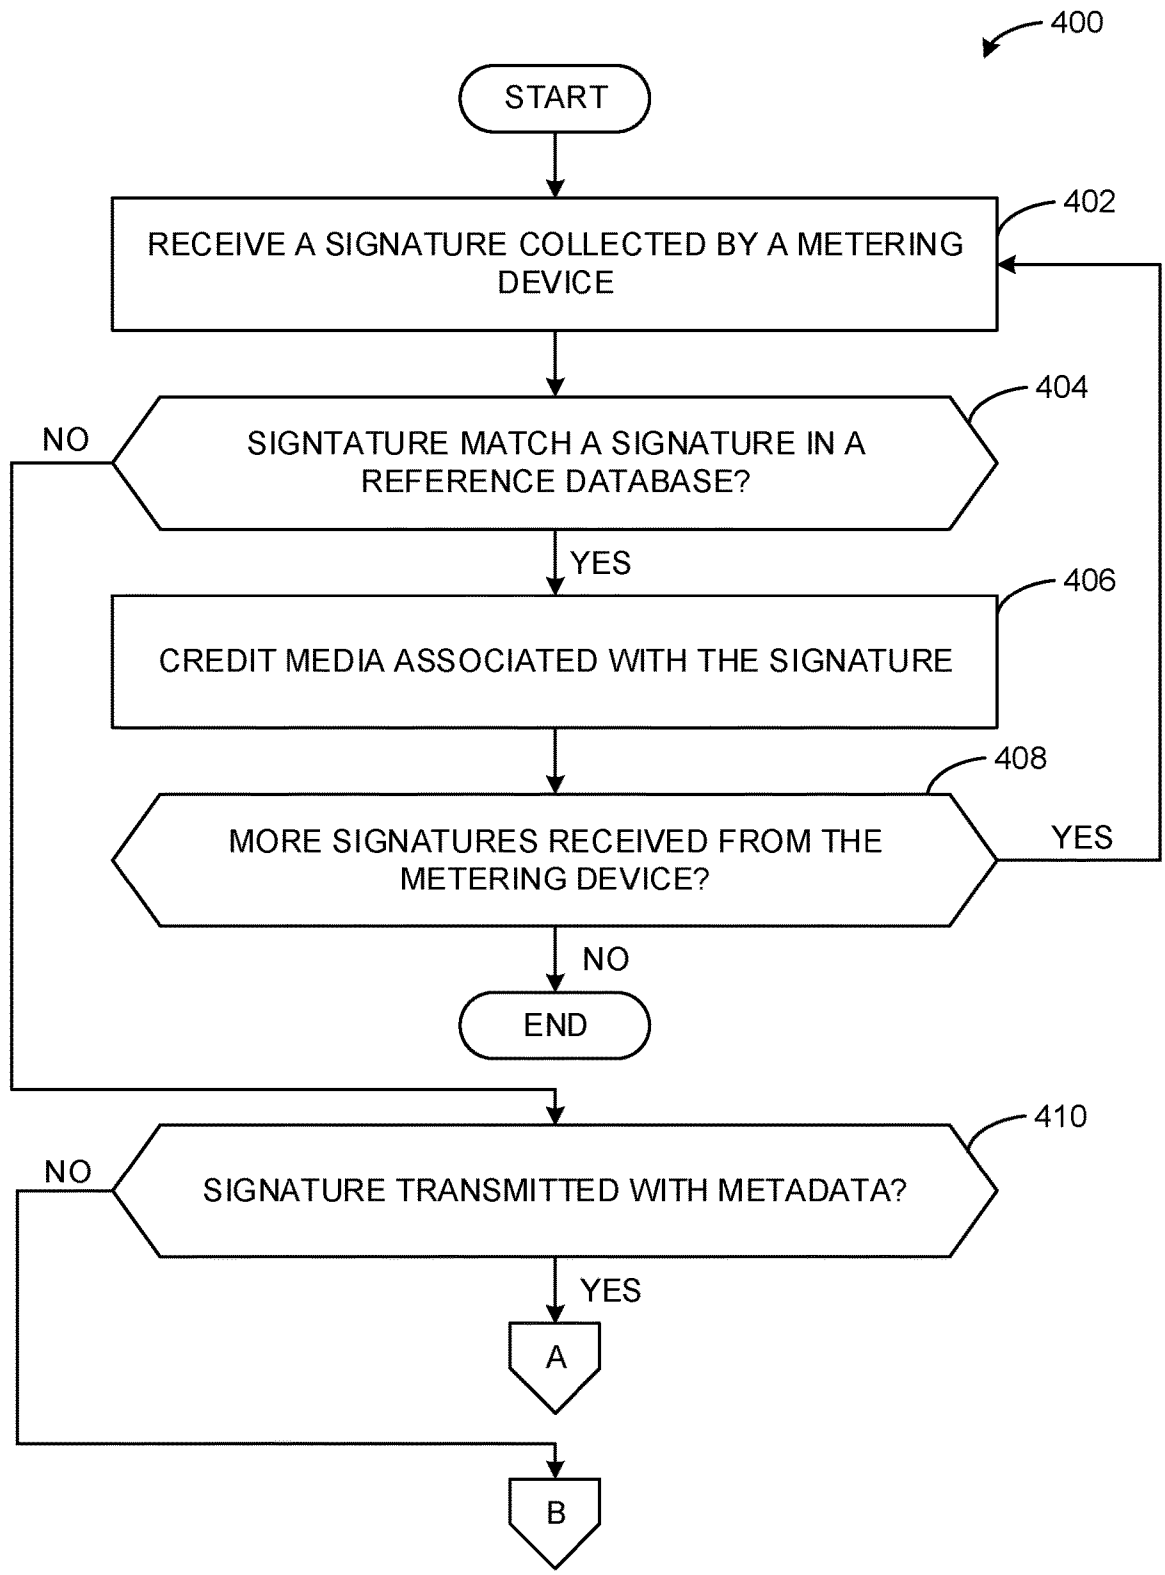 400
START
402
RECEIVE A SIGNATURE COLLECTED BY A METERING
DEVICE
404
NO
SIGNTATURE MATCH A SIGNATURE IN A
REFERENCE DATABASE?
YES
406
CREDIT MEDIA ASSOCIATED WITH THE SIGNATURE
408
MORE SIGNATURES RECEIVED FROM THE
METERING DEVICE?
YES
NO
END
410
NO
SIGNATURE TRANSMITTED WITH METADATA?
YES
A
B